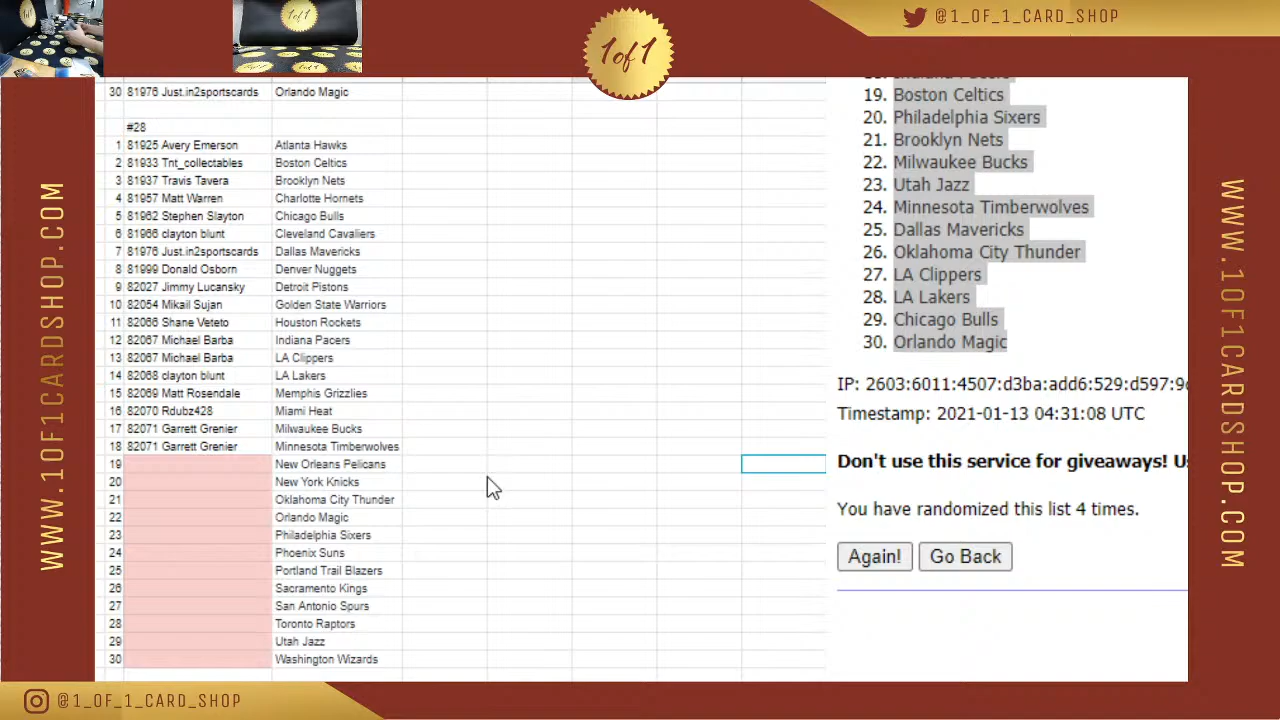 @1_OF_1_CARD_SHOP
1of1
WWW.1OF1CARDSHOP.COM
30 81976 Just.in2sportscards Orlando Magic
#28
1 81925 Avery Emerson Atlanta Hawks
2 81933 Tnt_collectables Boston Celtics
3 81937 Travis Tavera Brooklyn Nets
4 81957 Matt Warren Charlotte Hornets
5 81962 Stephen Slayton Chicago Bulls
6 81966 clayton blunt Cleveland Cavaliers
7 81976 Just.in2sportscards Dallas Mavericks
8 81999 Donald Osborn Denver Nuggets
9 82027 Jimmy Lucansky Detroit Pistons
10 82054 Mikail Sujan Golden State Warriors
11 82066 Shane Veteto Houston Rockets
12 82067 Michael Barba Indiana Pacers
13 82067 Michael Barba LA Clippers
14 82068 clayton blunt LA Lakers
15 82069 Matt Rosendale Memphis Grizzlies
16 82070 Rdubz428 Miami Heat
17 82071 Garrett Grenier Milwaukee Bucks
18 82071 Garrett Grenier Minnesota Timberwolves
19 New Orleans Pelicans
20 New York Knicks
21 Oklahoma City Thunder
22 Orlando Magic
23 Philadelphia Sixers
24 Phoenix Suns
25 Portland Trail Blazers
26 Sacramento Kings
27 San Antonio Spurs
28 Toronto Raptors
29 Utah Jazz
30 Washington Wizards
19. Boston Celtics
20. Philadelphia Sixers
21. Brooklyn Nets
22. Milwaukee Bucks
23. Utah Jazz
24. Minnesota Timberwolves
25. Dallas Mavericks
26. Oklahoma City Thunder
27. LA Clippers
28. LA Lakers
29. Chicago Bulls
30. Orlando Magic
IP: 2603:6011:4507:d3ba:add6:529:d597:9
Timestamp: 2021-01-13 04:31:08 UTC
Don't use this service for giveaways!
You have randomized this list 4 times.
Again! Go Back
WWW.1OF1CARDSHOP.COM
@1_OF_1_CARD_SHOP